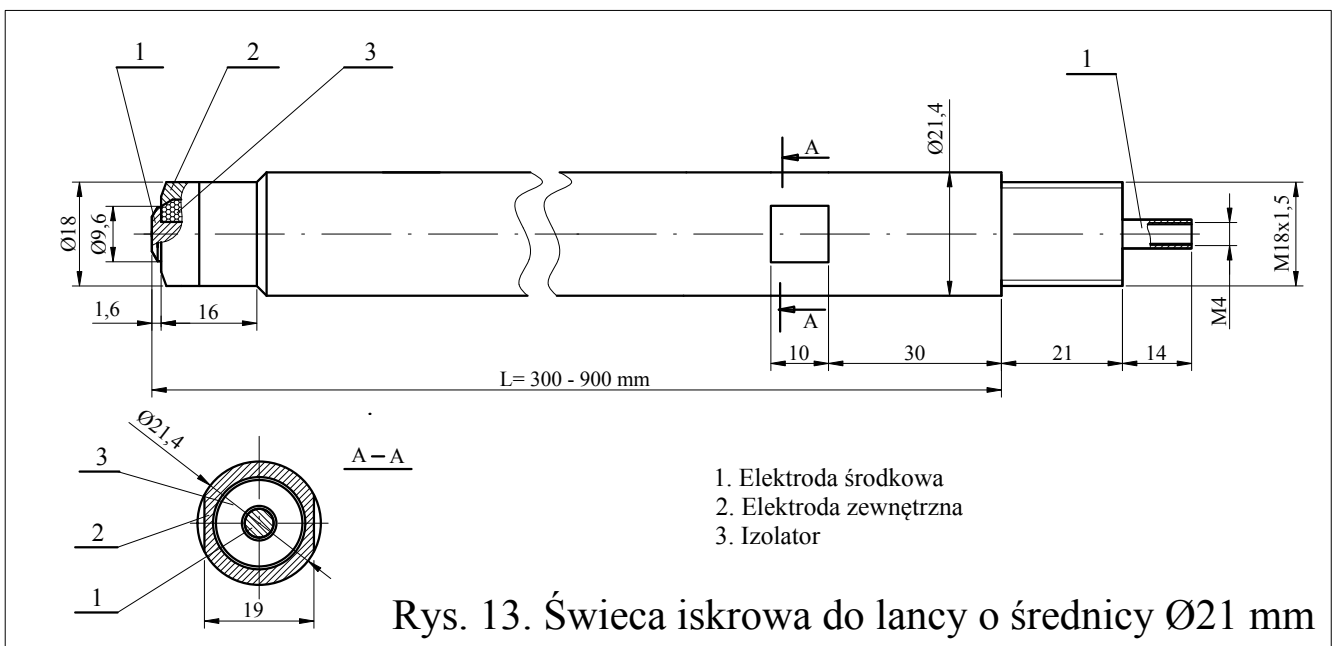 1 2 3 1
A
Ø21,4
Ø18
Ø9,6
M18x1,5
M4
1,6 16
A
10 30 21 14
L= 300 - 900 mm
Ø21,4
A – A
3
2
1
19
1. Elektroda środkowa
2. Elektroda zewnętrzna
3. Izolator
Rys. 13. Świeca iskrowa do lancy o średnicy Ø21 mm